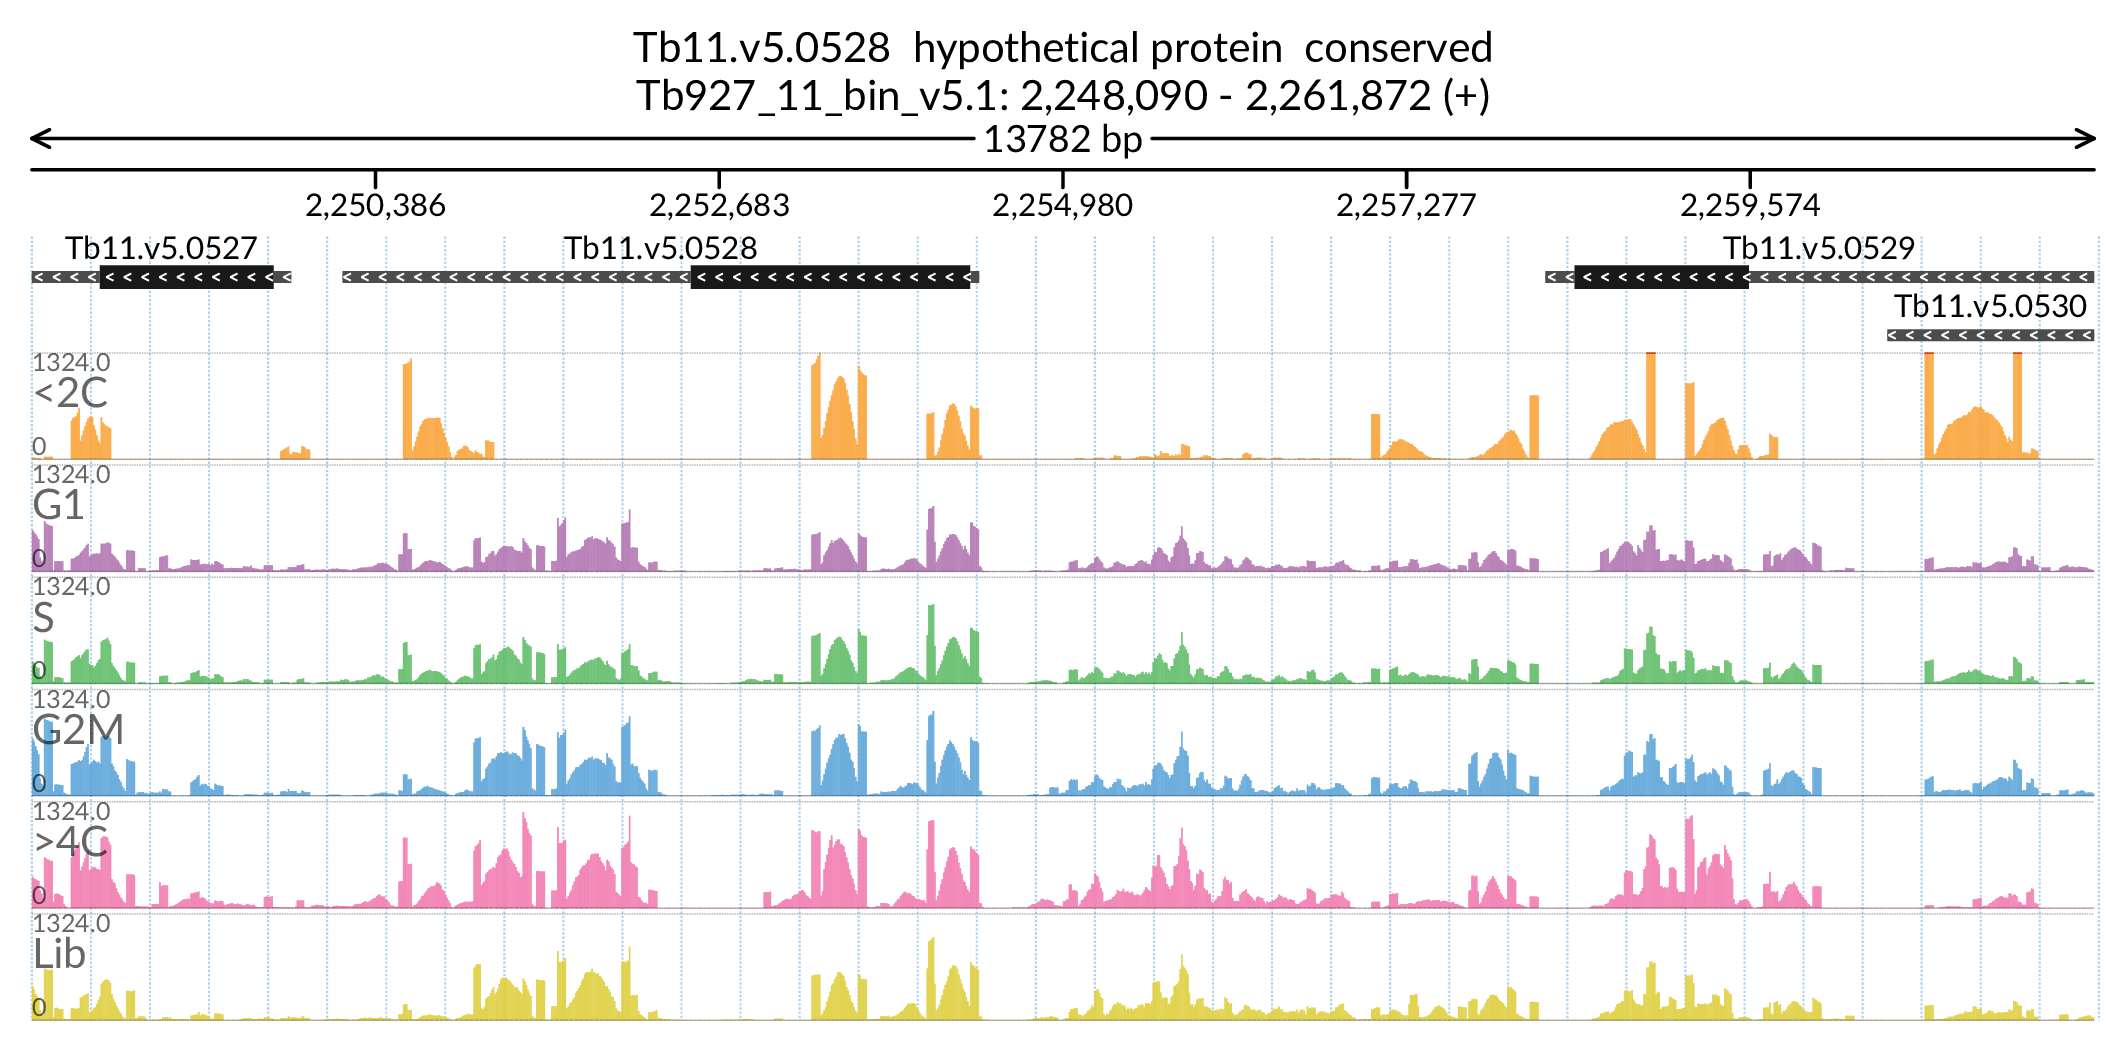 Tb11.v5.0528 hypothetical protein conserved
Tb927_11_bin_v5.1: 2,248,090 - 2,261,872 (+)
13782 bp
2,250,386 2,252,683 2,254,980 2,257,277 2,259,574
Tb11.v5.0527 Tb11.v5.0528 Tb11.v5.0529
Tb11.v5.0530
1324.0
<2C
0
1324.0
G1
0
1324.0
S
0
1324.0
G2M
0
1324.0
>4C
0
1324.0
Lib
0